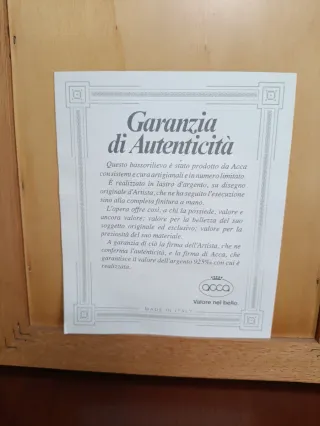 Garanzia
di Autenticità
Questo bassorilievo è stato prodotto da Acca
con sistemi e cura artigianali e in numero limitato.
È realizzato in lastra d'argento, su disegno
originale d'Artista, che ne ha seguito l'esecuzione
sino alla completa finitura a mano.
L'opera offre così, a chi la possiede, valore e
ancora valore: valore per la bellezza del suo
soggetto originale ed esclusivo; valore per la
preziosità del suo materiale.
A garanzia di ciò la firma dell'Artista, che ne
conferma l'autenticità, e la firma di Acca, che
garantisce il valore dell'argento 925‰ con cui è
realizzata.
acca
Valore nel bello.
MADE IN ITALY